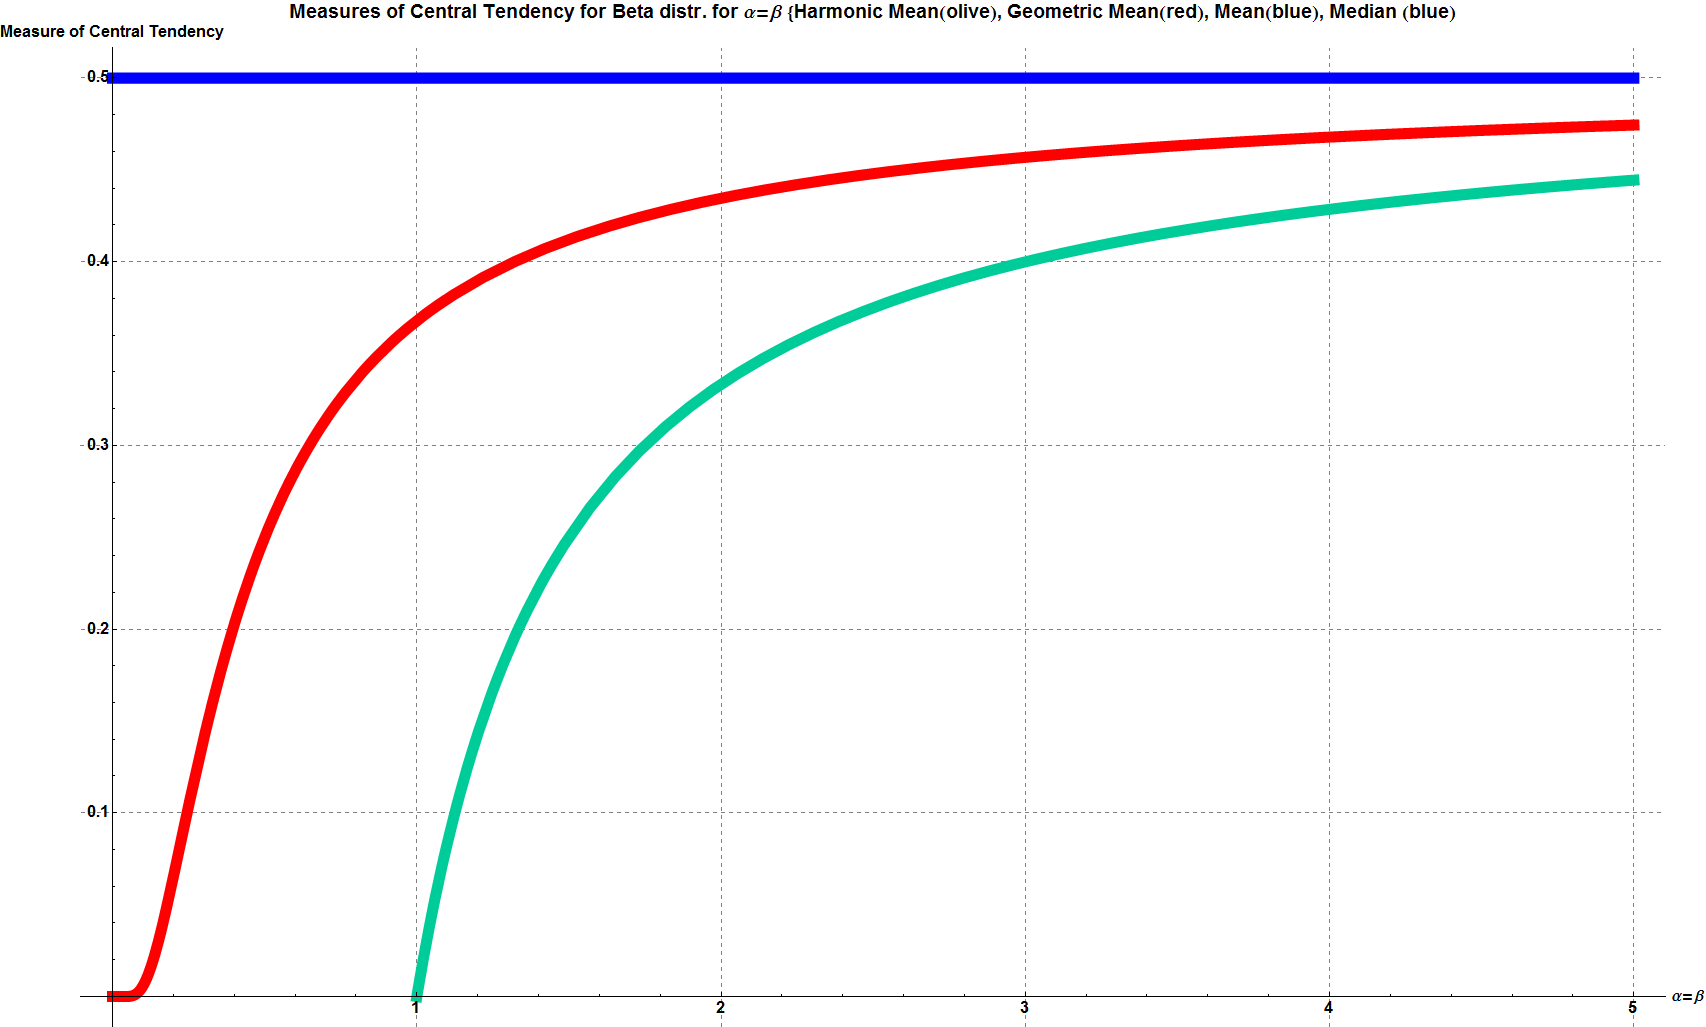 Measures of Central Tendency for Beta distr. for α=β {Harmonic Mean(olive), Geometric Mean(red), Mean(blue), Median (blue)
Measure of Central Tendency
0.5
0.4
0.3
0.2
0.1
1 2 3 4 5 α=β